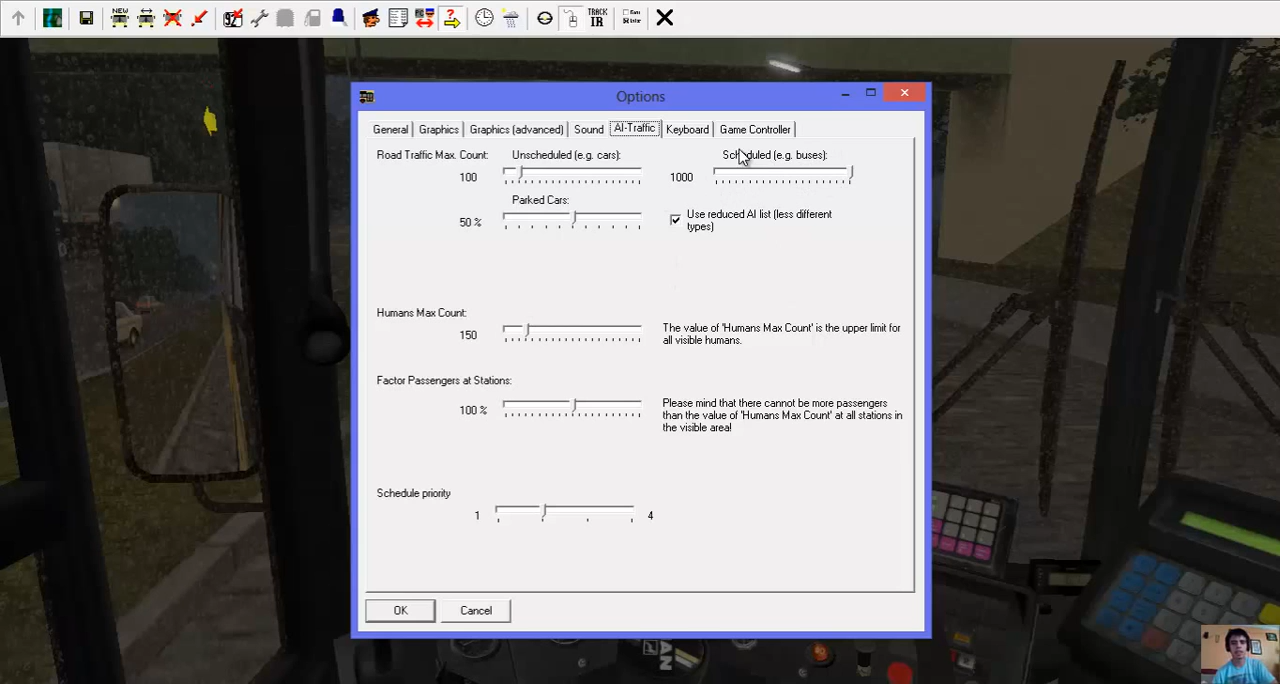 NEW
97
TRACK
IR
Options
General
Graphics
Graphics (advanced)
Sound
AI-Traffic
Keyboard
Game Controller
Road Traffic Max. Count:
Unscheduled (e.g. cars):
Scheduled (e.g. buses):
100
1000
Parked Cars:
50 %
Use reduced AI list (less different
types)
Humans Max Count:
150
The value of 'Humans Max Count' is the upper limit for
all visible humans.
Factor Passengers at Stations:
100 %
Please mind that there cannot be more passengers
than the value of 'Humans Max Count' at all stations in
the visible area!
Schedule priority
1
4
OK
Cancel